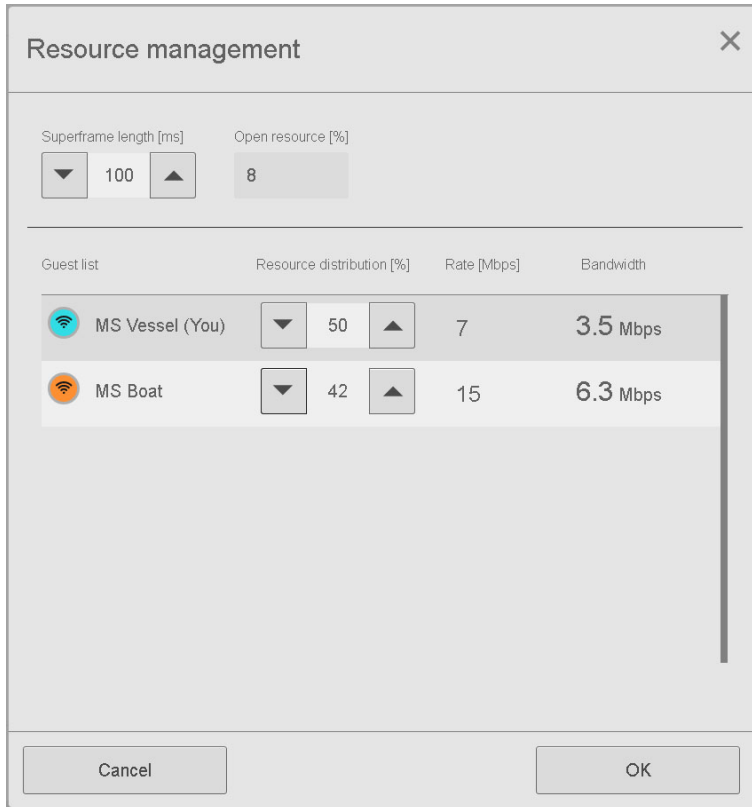 Resource management
Superframe length [ms] Open resource [%]
100 8
Guest list Resource distribution [%] Rate [Mbps] Bandwidth
MS Vessel (You) 50 7 3.5 Mbps
MS Boat 42 15 6.3 Mbps
Cancel OK